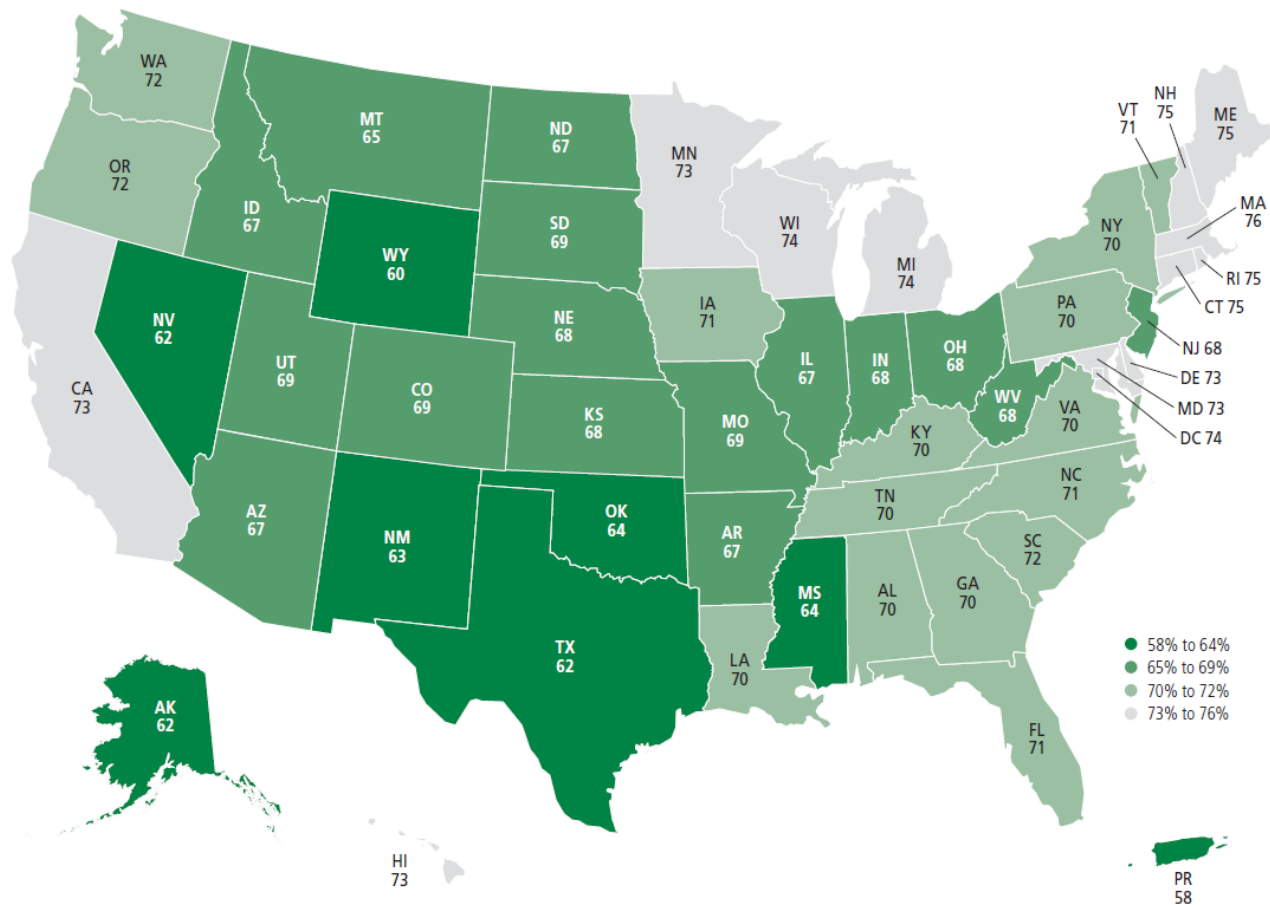 WA
72
MT
65
ND
67
MN
73
VT
71
NH
75
ME
75
OR
72
ID
67
WY
60
SD
69
WI
74
MI
74
NY
70
MA
76
RI 75
CT 75
NV
62
UT
69
CO
69
NE
68
IA
71
IL
67
IN
68
OH
68
PA
70
NJ 68
DE 73
MD 73
DC 74
CA
73
KS
68
MO
69
WV
68
VA
70
KY
70
NC
71
TN
70
AZ
67
NM
63
OK
64
AR
67
SC
72
MS
64
AL
70
GA
70
TX
62
LA
70
FL
71
58% to 64%
65% to 69%
70% to 72%
73% to 76%
AK
62
HI
73
PR
58